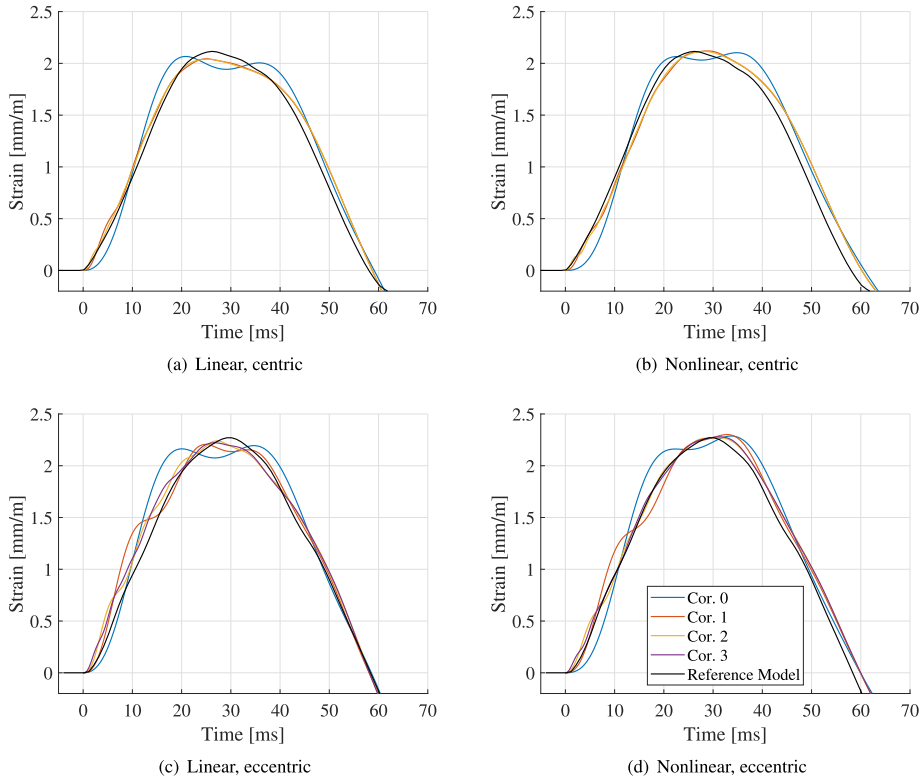 2.5
2
1.5
1
0.5
0
Strain [mm/m]
0 10 20 30 40 50 60 70
Time [ms]
(a) Linear, centric
2.5
2
1.5
1
0.5
0
Strain [mm/m]
0 10 20 30 40 50 60 70
Time [ms]
(b) Nonlinear, centric
2.5
2
1.5
1
0.5
0
Strain [mm/m]
0 10 20 30 40 50 60 70
Time [ms]
(c) Linear, eccentric
2.5
2
1.5
1
0.5
0
Strain [mm/m]
Cor. 0
Cor. 1
Cor. 2
Cor. 3
Reference Model
0 10 20 30 40 50 60 70
Time [ms]
(d) Nonlinear, eccentric